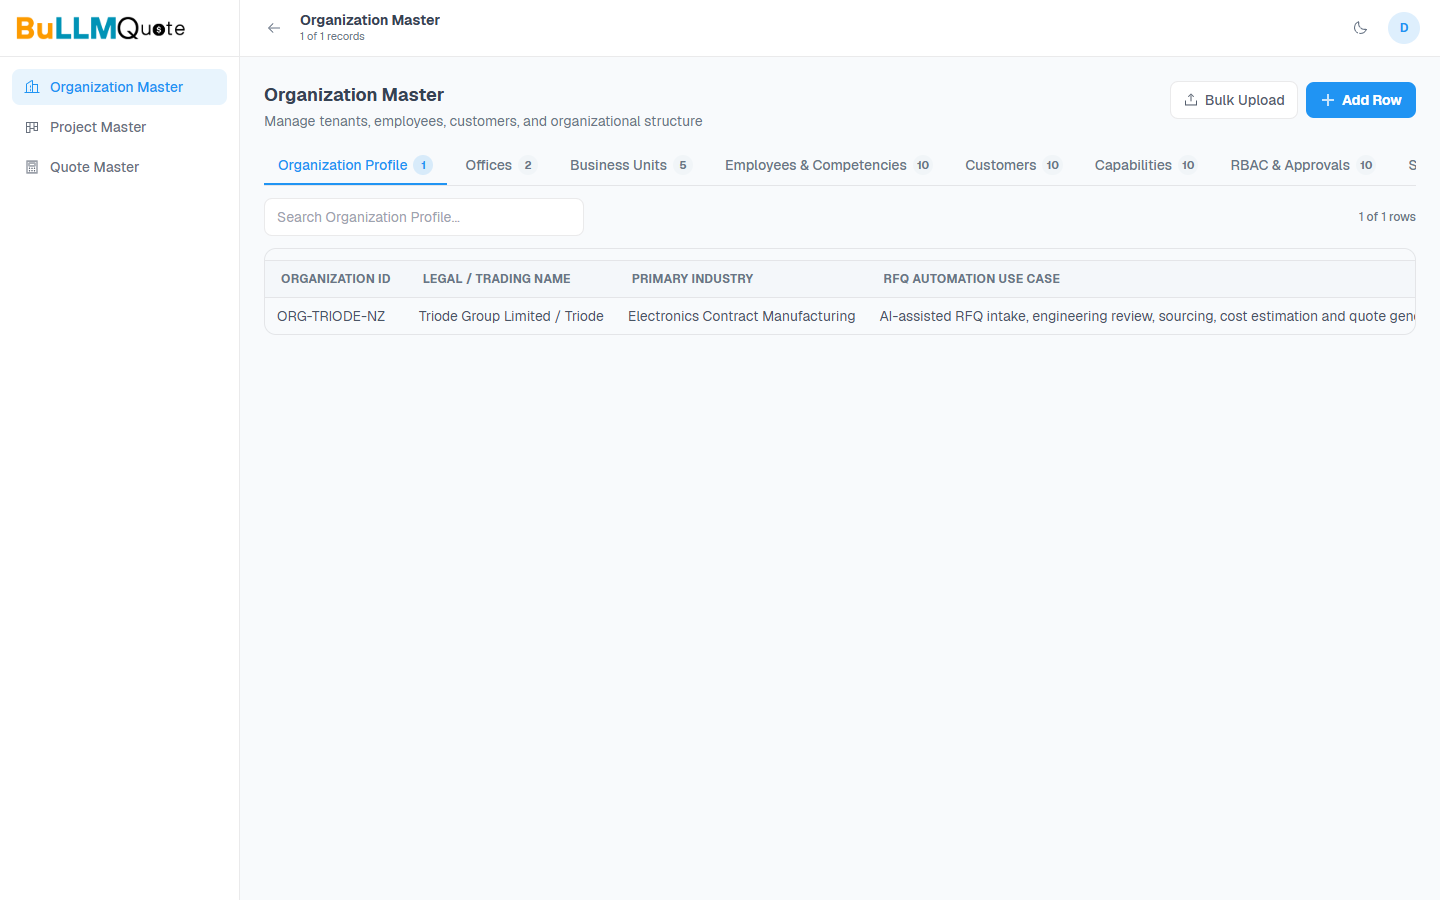 BuLLMQuote
Organization Master
1 of 1 records
D
Organization Master
Project Master
Quote Master
Organization Master
Manage tenants, employees, customers, and organizational structure
Bulk Upload
Add Row
Organization Profile 1
Offices 2
Business Units 5
Employees & Competencies 10
Customers 10
Capabilities 10
RBAC & Approvals 10
S
Search Organization Profile...
1 of 1 rows
ORGANIZATION ID LEGAL / TRADING NAME PRIMARY INDUSTRY RFQ AUTOMATION USE CASE
ORG-TRIODE-NZ Triode Group Limited / Triode Electronics Contract Manufacturing AI-assisted RFQ intake, engineering review, sourcing, cost estimation and quote gen